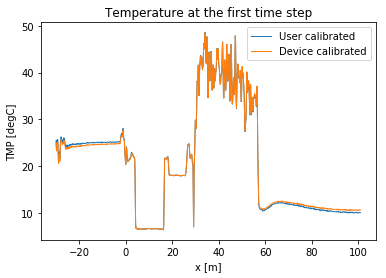 Temperature at the first time step
User calibrated
Device calibrated
TMP [degC]
50
40
30
20
10
−20
0
20
40
60
80
100
x [m]